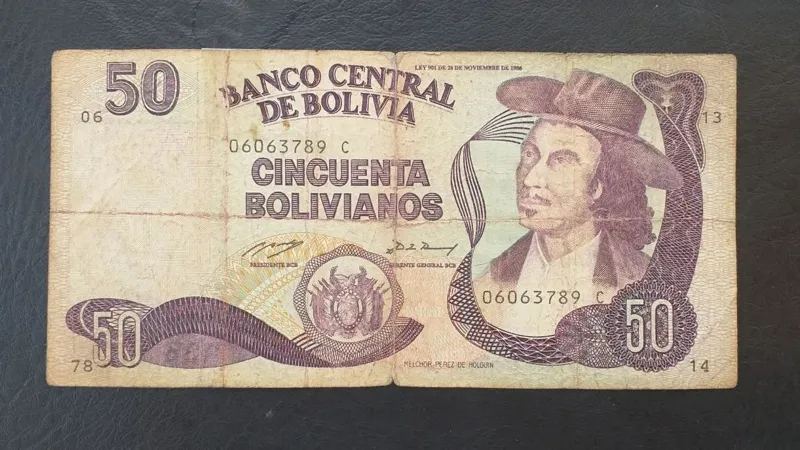 LEY 901 DE 28 DE NOVIEMBRE DE 1986
50
BANCO CENTRAL
DE BOLIVIA
06
13
06063789 C
CINCUENTA
BOLIVIANOS
PRESIDENTE BCB
GERENTE GENERAL BCB
06063789 C
50
50
78
MELCHOR PEREZ DE HOLGUIN
14